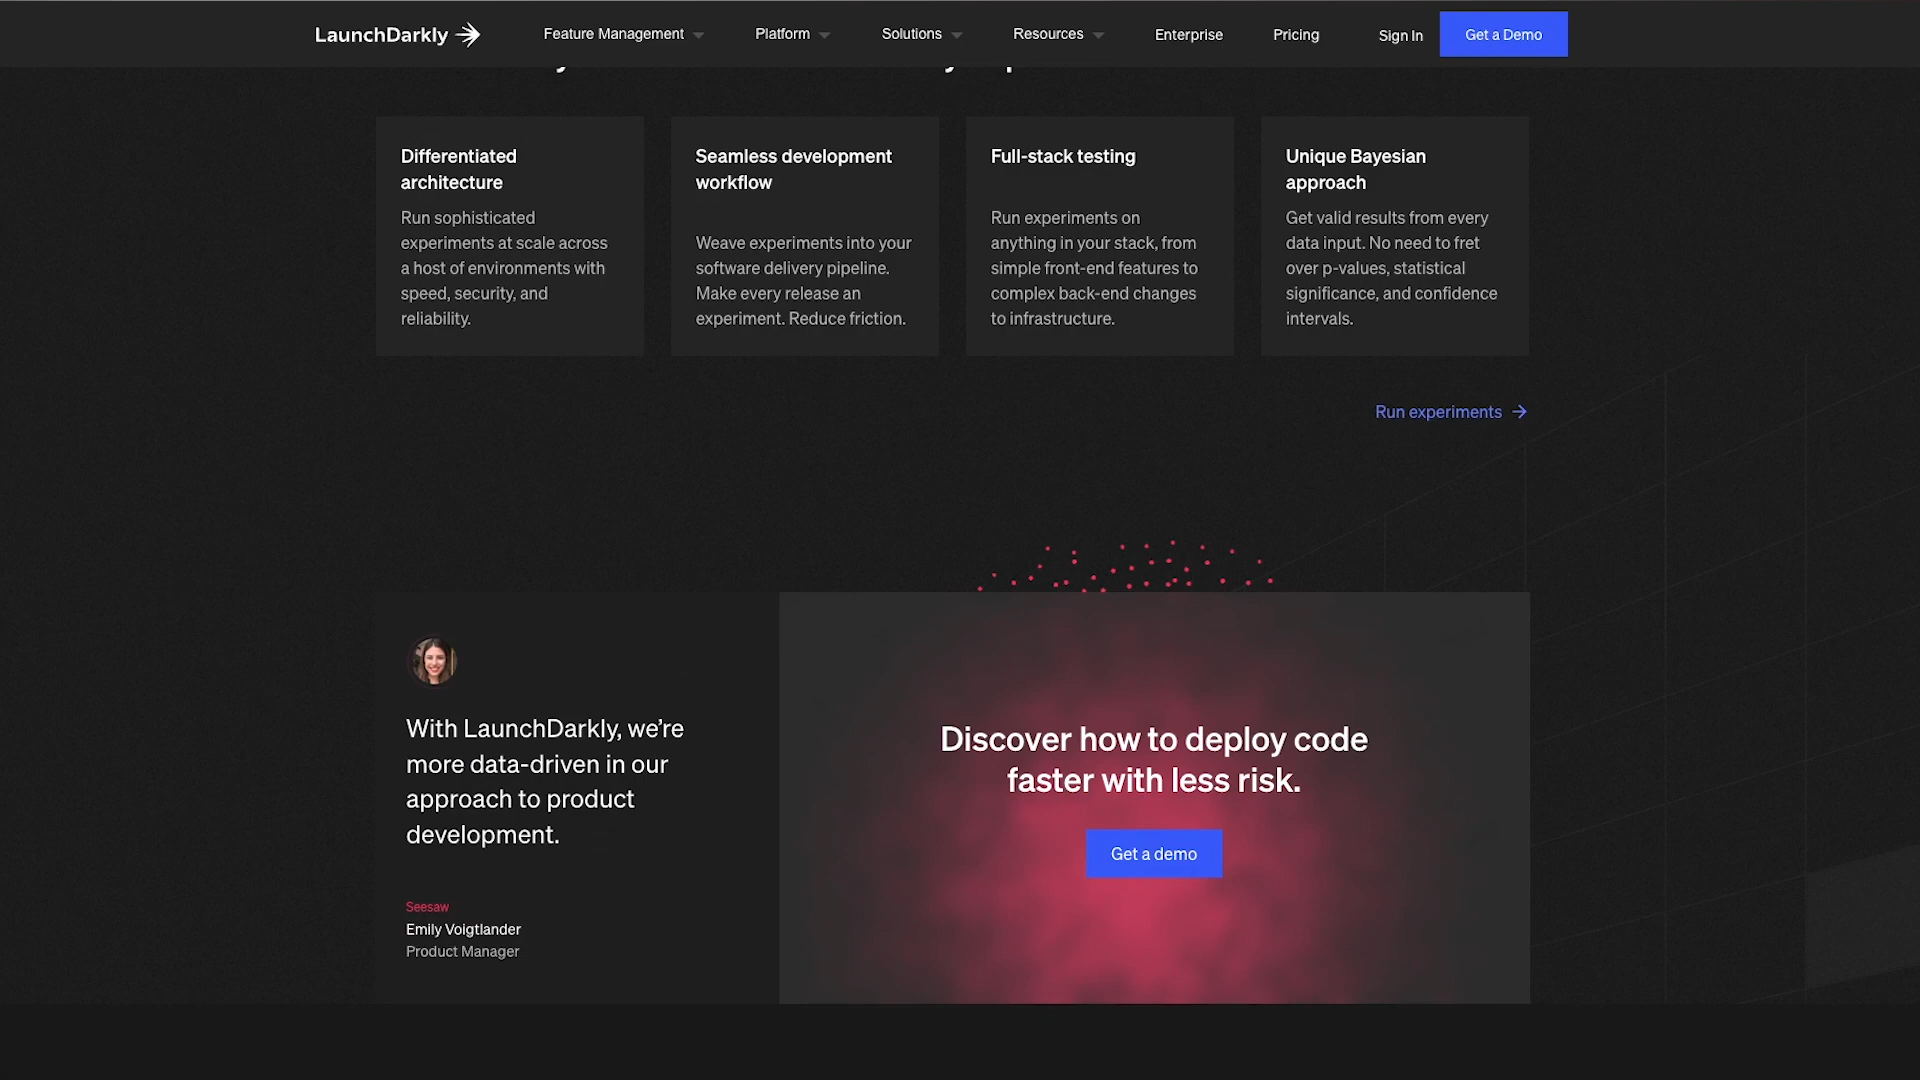 LaunchDarkly
Feature Management
Platform
Solutions
Resources
Enterprise
Pricing
Sign In
Get a Demo
Differentiated
architecture
Run sophisticated
experiments at scale across
a host of environments with
speed, security, and
reliability.
Seamless development
workflow
Weave experiments into your
software delivery pipeline.
Make every release an
experiment. Reduce friction.
Full-stack testing
Run experiments on
anything in your stack, from
simple front-end features to
complex back-end changes
to infrastructure.
Unique Bayesian
approach
Get valid results from every
data input. No need to fret
over p-values, statistical
significance, and confidence
intervals.
Run experiments
With LaunchDarkly, we’re
more data-driven in our
approach to product
development.
Seesaw
Emily Voigtlander
Product Manager
Discover how to deploy code
faster with less risk.
Get a demo